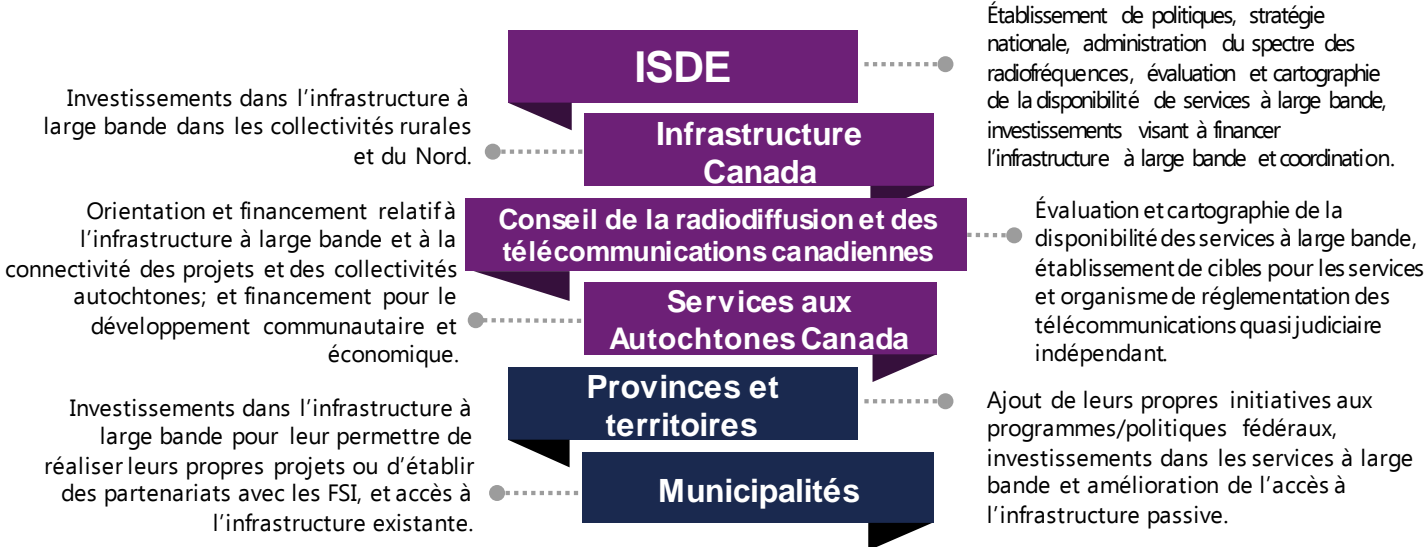 ISDE
Établissement de politiques, stratégie
nationale, administration du spectre des
radiofréquences, évaluation et cartographie
de la disponibilité de services à large bande,
investissements visant à financer
l'infrastructure à large bande et coordination.
Investissements dans l'infrastructure à
large bande dans les collectivités rurales
et du Nord.
Infrastructure
Canada
Conseil de la radiodiffusion et des
télécommunications canadiennes
Évaluation et cartographie de la
disponibilité des services à large bande,
établissement de cibles pour les services
et organisme de réglementation des
télécommunications quasi judiciaire
indépendant.
Orientation et financement relatif à
l'infrastructure à large bande et à la
connectivité des projets et des collectivités
autochtones; et financement pour le
développement communautaire et
économique.
Services aux
Autochtones Canada
Provinces et
territoires
Ajout de leurs propres initiatives aux
programmes/politiques fédéraux,
investissements dans les services à large
bande et amélioration de l'accès à
l'infrastructure passive.
Investissements dans l'infrastructure à
large bande pour leur permettre de
réaliser leurs propres projets ou d'établir
des partenariats avec les FSI, et accès à
l'infrastructure existante.
Municipalités